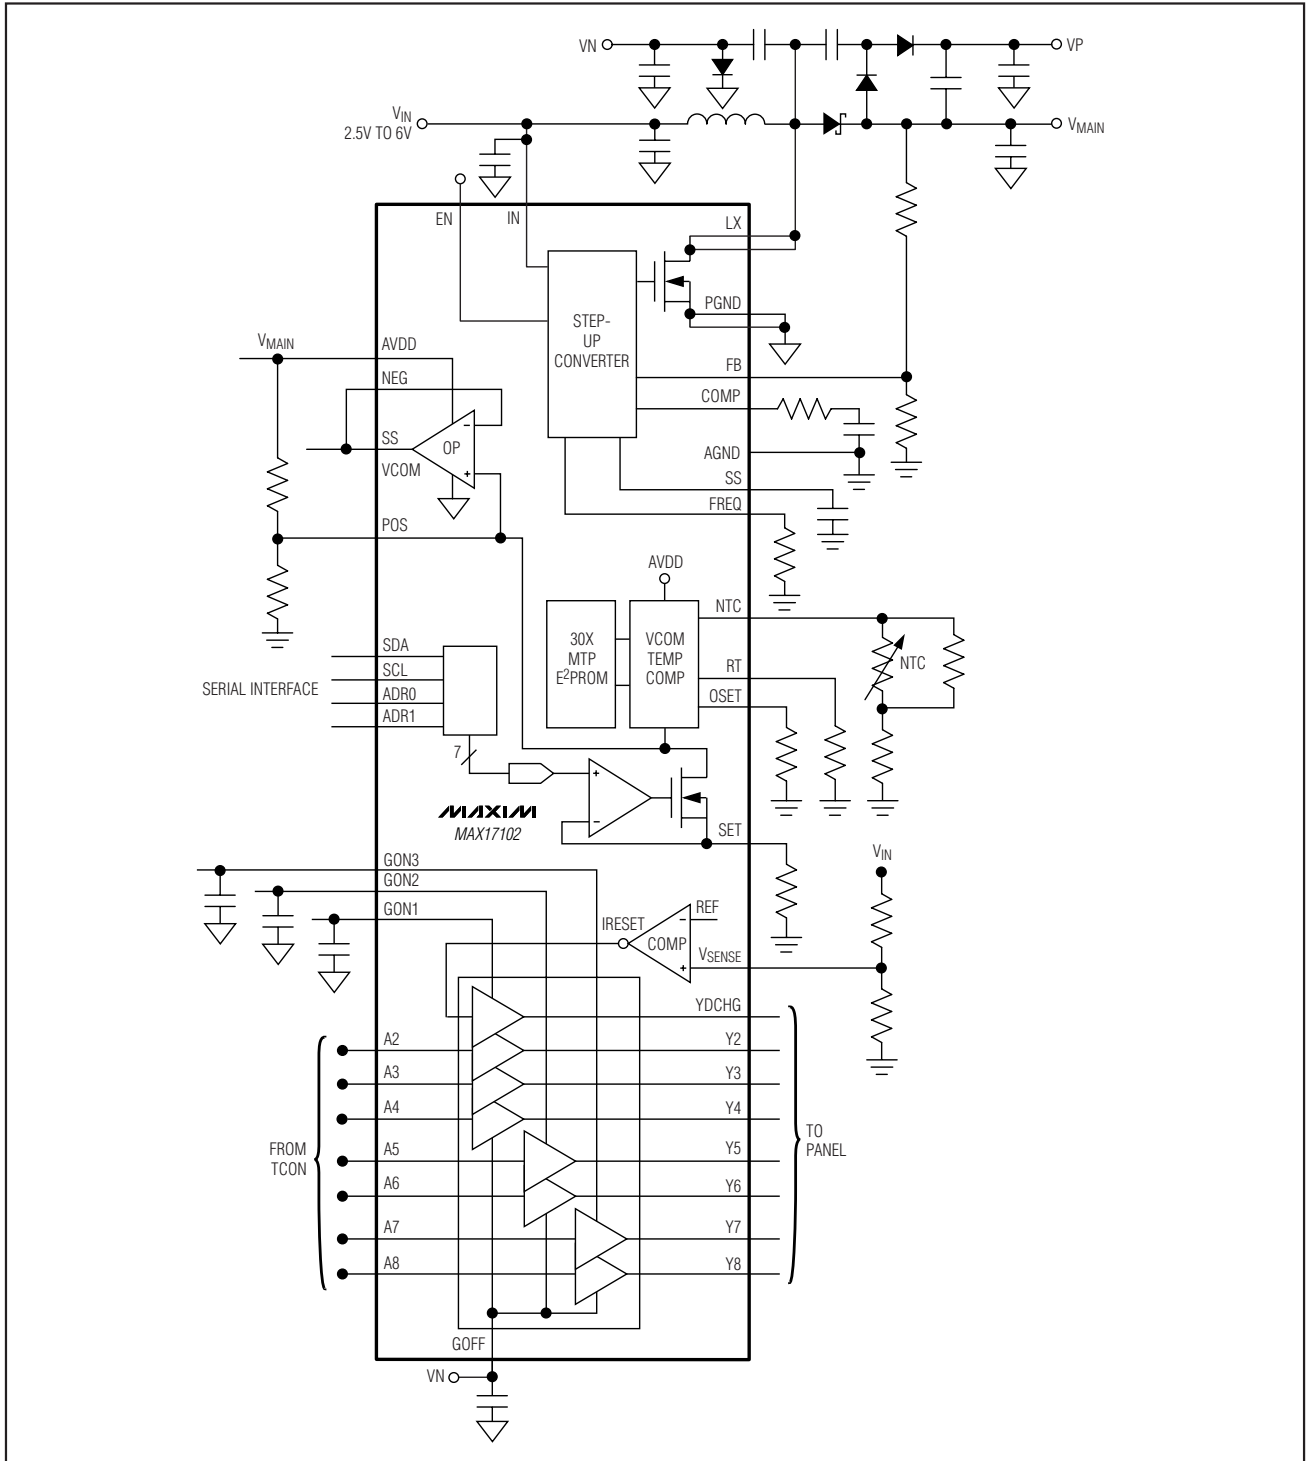 VN
VP
VIN
2.5V TO 6V
VMAIN
EN
IN
LX
STEP-
UP
CONVERTER
PGND
VMAIN
AVDD
FB
NEG
COMP
-
SS
OP
AGND
VCOM
+
SS
FREQ
POS
AVDD
NTC
30X
MTP
E2PROM
VCOM
TEMP
COMP
SDA
NTC
RT
SCL
SERIAL INTERFACE
ADR0
OSET
ADR1
7
+
MAXIM
MAX17102
-
SET
VIN
GON3
GON2
GON1
REF
-
IRESET
COMP
VSENSE
+
YDCHG
A2
Y2
A3
Y3
A4
Y4
FROM
TCON
TO
PANEL
A5
Y5
A6
Y6
A7
Y7
A8
Y8
GOFF
VN